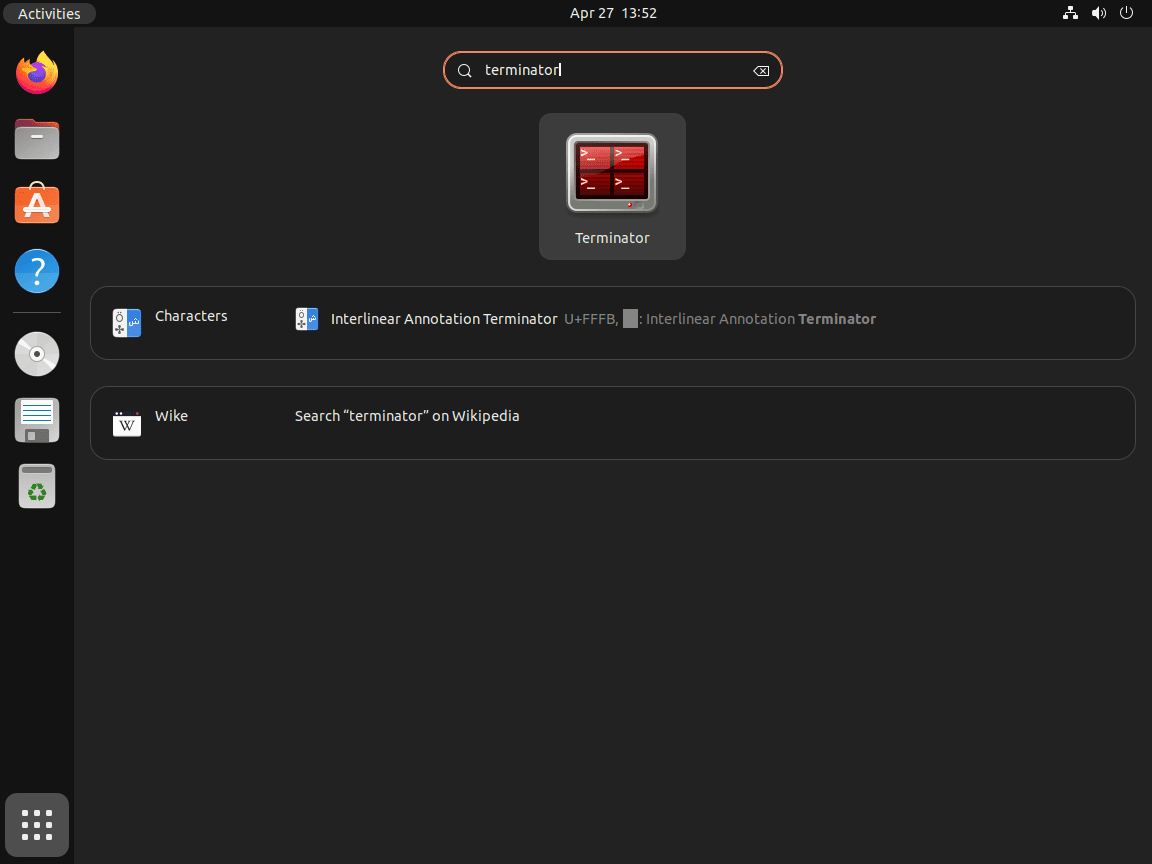 Activities
Apr 27 13:52
terminator
Terminator
Characters
Interlinear Annotation Terminator U+FFFB, : Interlinear Annotation Terminator
Wike
Search “terminator” on Wikipedia